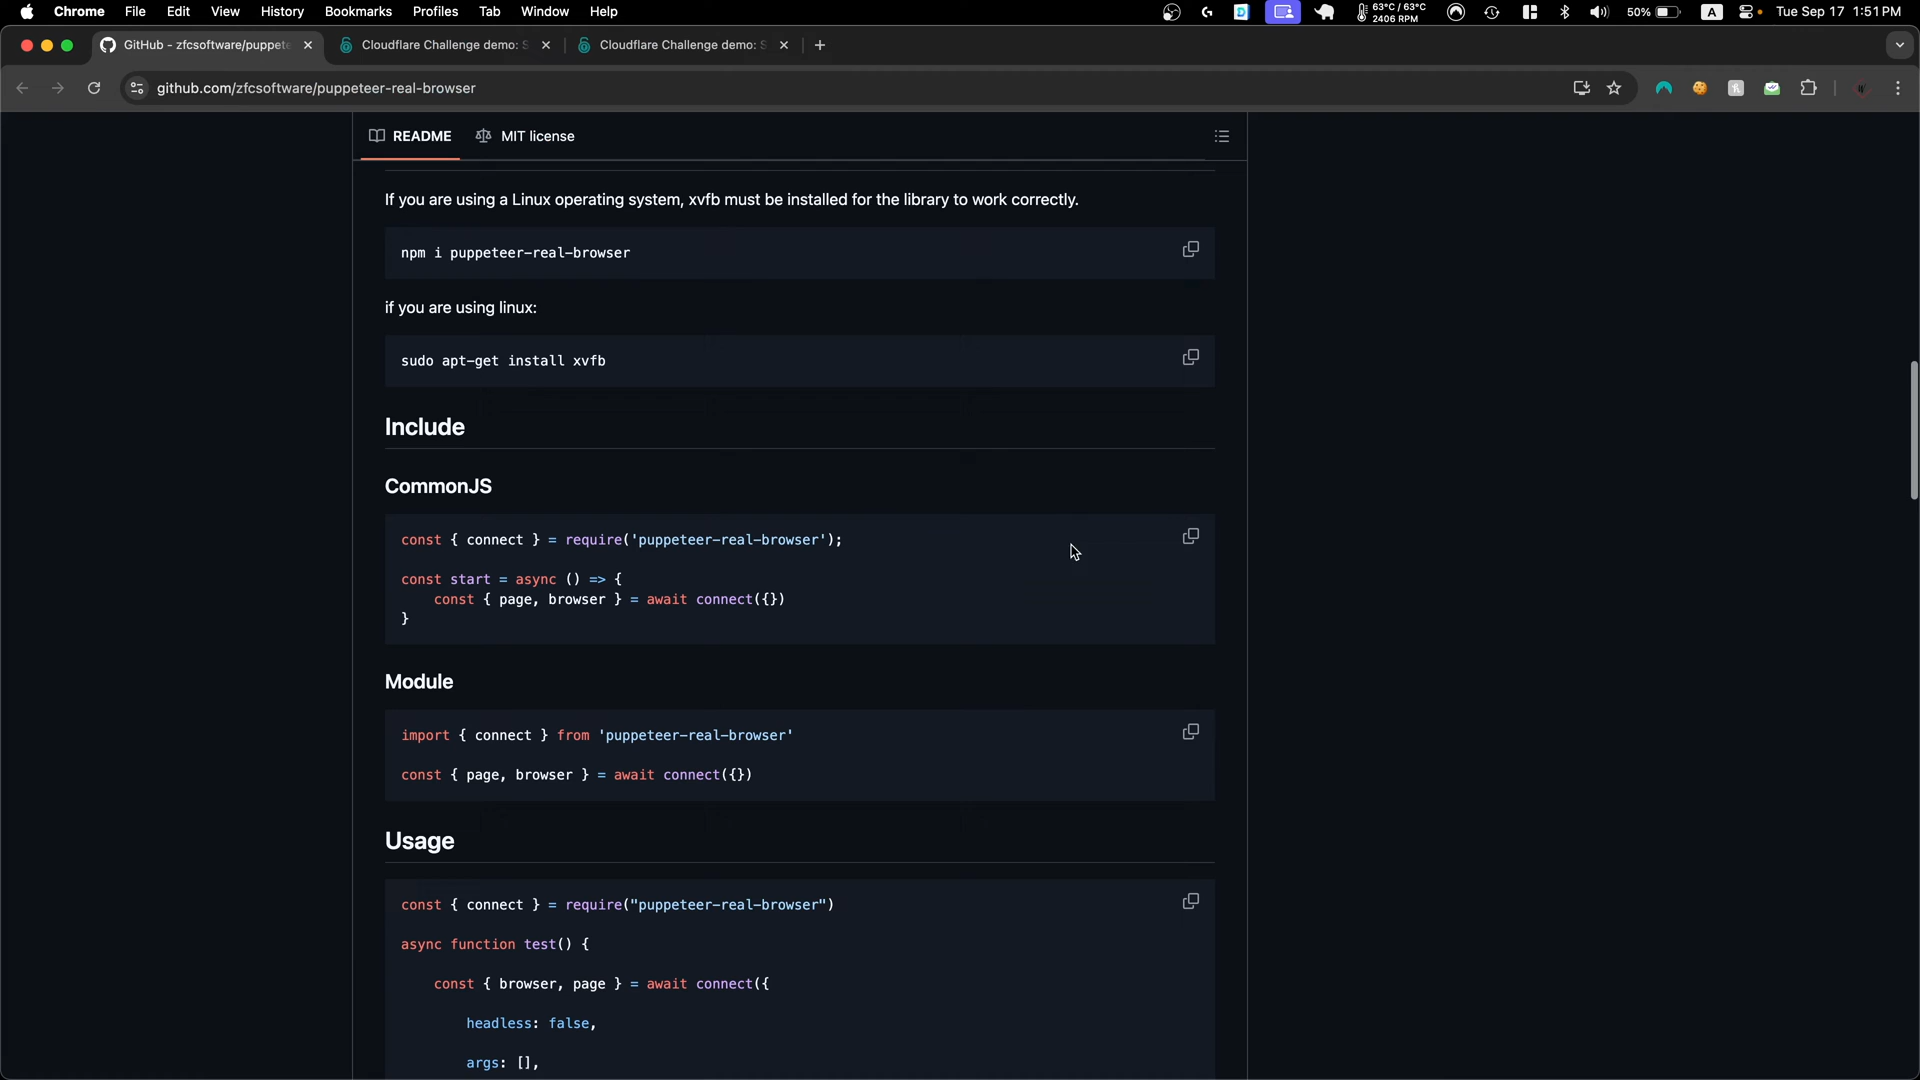 Chrome File Edit View History Bookmarks Profiles Tab Window Help
63°C / 63°C
2406 RPM
50%
A
Tue Sep 17 1:51 PM
GitHub - zfcsoftware/puppete
Cloudflare Challenge demo: S
Cloudflare Challenge demo: S
github.com/zfcsoftware/puppeteer-real-browser
README
MIT license
If you are using a Linux operating system, xvfb must be installed for the library to work correctly.
npm i puppeteer-real-browser
if you are using linux:
sudo apt-get install xvfb
Include
CommonJS
const { connect } = require('puppeteer-real-browser');
const start = async () => {
const { page, browser } = await connect({})
}
Module
import { connect } from 'puppeteer-real-browser'
const { page, browser } = await connect({})
Usage
const { connect } = require("puppeteer-real-browser")
async function test() {
const { browser, page } = await connect({
headless: false,
args: [],